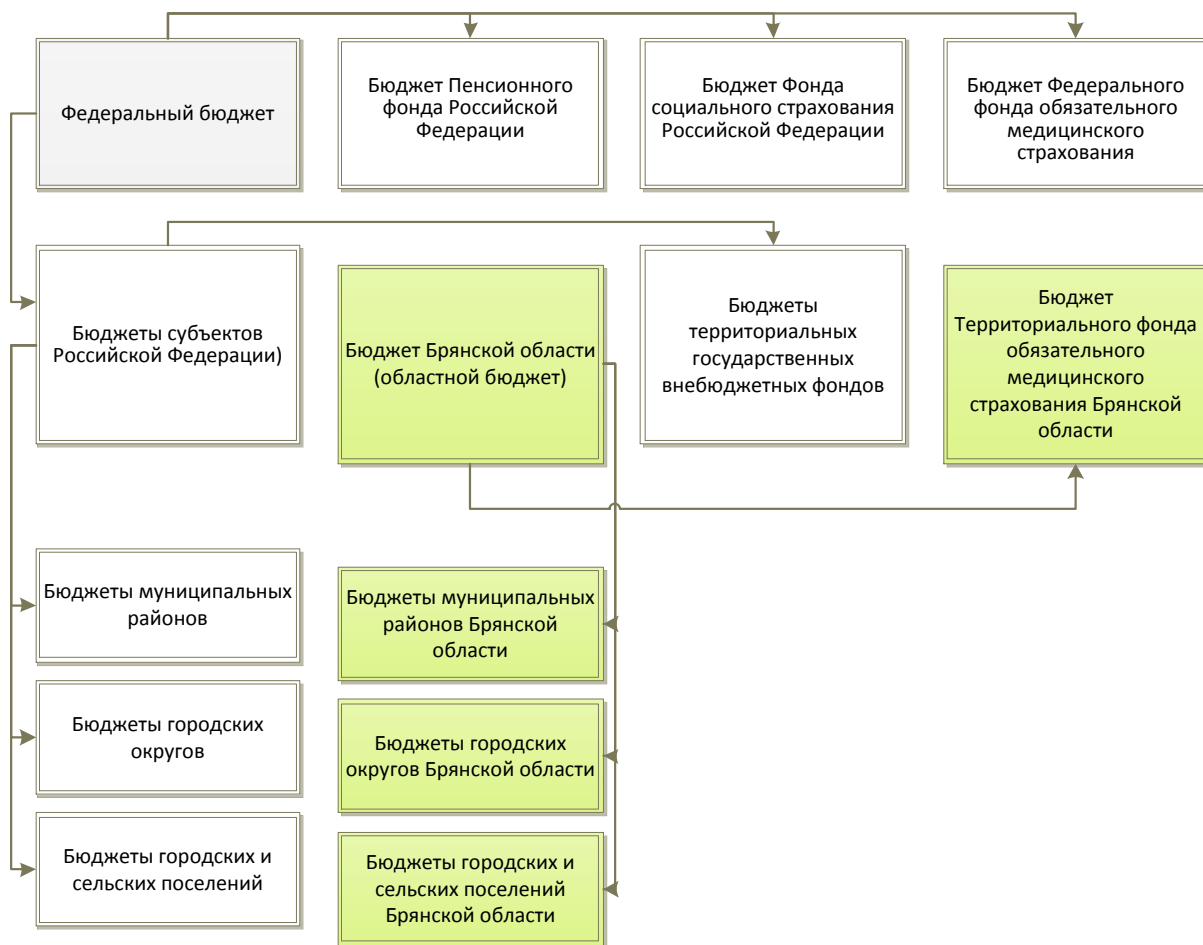 Федеральный бюджет
Бюджет Пенсионного
фонда Российской
Федерации
Бюджет Фонда
социального страхования
Российской Федерации
Бюджет Федерального
фонда обязательного
медицинского
страхования
Бюджеты субъектов
Российской Федерации)
Бюджет Брянской области
(областной бюджет)
Бюджеты
территориальных
государственных
внебюджетных фондов
Бюджет
Территориального фонда
обязательного
медицинского
страхования Брянской
области
Бюджеты муниципальных
районов
Бюджеты муниципальных
районов Брянской
области
Бюджеты городских
округов
Бюджеты городских
округов Брянской области
Бюджеты городских и
сельских поселений
Бюджеты городских и
сельских поселений
Брянской области